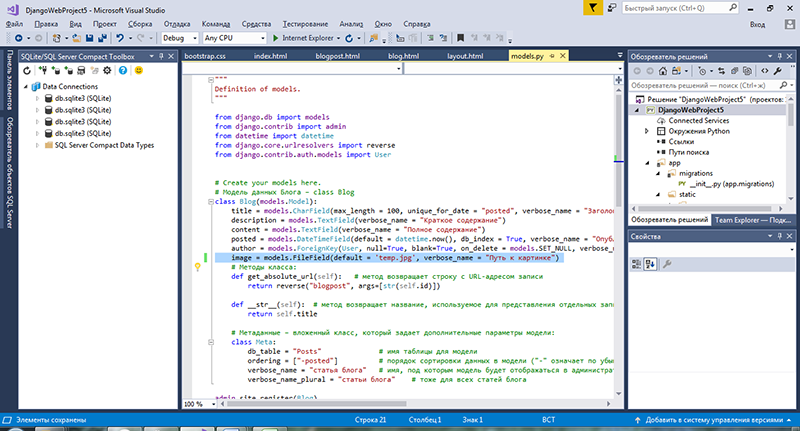 DjangoWebProject5 - Microsoft Visual Studio
Быстрый запуск (Ctrl+Q)
Файл Правка Вид Проект Сборка Отладка Команда Сервис Тестирование Анализ Окно Справка
Вход
Debug Any CPU Internet Explorer
Панель элементов
Обозреватель объектов SQL Server
SQLite/SQL Server Compact Toolbox
Data Connections
db.sqlite3 (SQLite)
db.sqlite3 (SQLite)
db.sqlite3 (SQLite)
db.sqlite3 (SQLite)
SQL Server Compact Data Types
bootstrap.css index.html blogpost.html blog.html layout.html models.py
"""
Definition of models.
"""
from django.db import models
from django.contrib import admin
from datetime import datetime
from django.core.urlresolvers import reverse
from django.contrib.auth.models import User
# Create your models here.
# Модель данных блога – class Blog
class Blog(models.Model):
title = models.CharField(max_length = 100, unique_for_date = "posted", verbose_name = "Заголо
description = models.TextField(verbose_name = "Краткое содержание")
content = models.TextField(verbose_name = "Полное содержание")
posted = models.DateTimeField(default = datetime.now(), db_index = True, verbose_name = "Опуб
author = models.ForeignKey(User, null=True, blank=True, on_delete = models.SET_NULL, verbose_
image = models.FileField(default = 'temp.jpg', verbose_name = "Путь к картинке")
# Методы класса:
def get_absolute_url(self): # метод возвращает строку с URL-адресом записи
return reverse("blogpost", args=[str(self.id)])
def __str__(self): # метод возвращает название, используемое для представления отдельных зап
return self.title
# Метаданные – вложенный класс, который задает дополнительные параметры модели:
class Meta:
db_table = "Posts" # имя таблицы для модели
ordering = ["-posted"] # порядок сортировки данных в модели ("-" означает по убы
verbose_name = "статья блога" # имя, под которым модель будет отображаться в администрат
verbose_name_plural = "статьи блога" # тоже для всех статей блога
admin.site.register(Blog)
100 %
Обозреватель решений
Обозреватель решений — поиск (Ctrl+ж)
Решение "DjangoWebProject5" (проектов:
DjangoWebProject5
Connected Services
Окружения Python
Ссылки
Пути поиска
app
migrations
__init__.py (app.migrations)
static
Обозреватель решений Team Explorer — Подк...
Свойства
Элементы сохранены Строка 21 Столбец 1 Знак 1 ВСТ Добавить в систему управления версиями